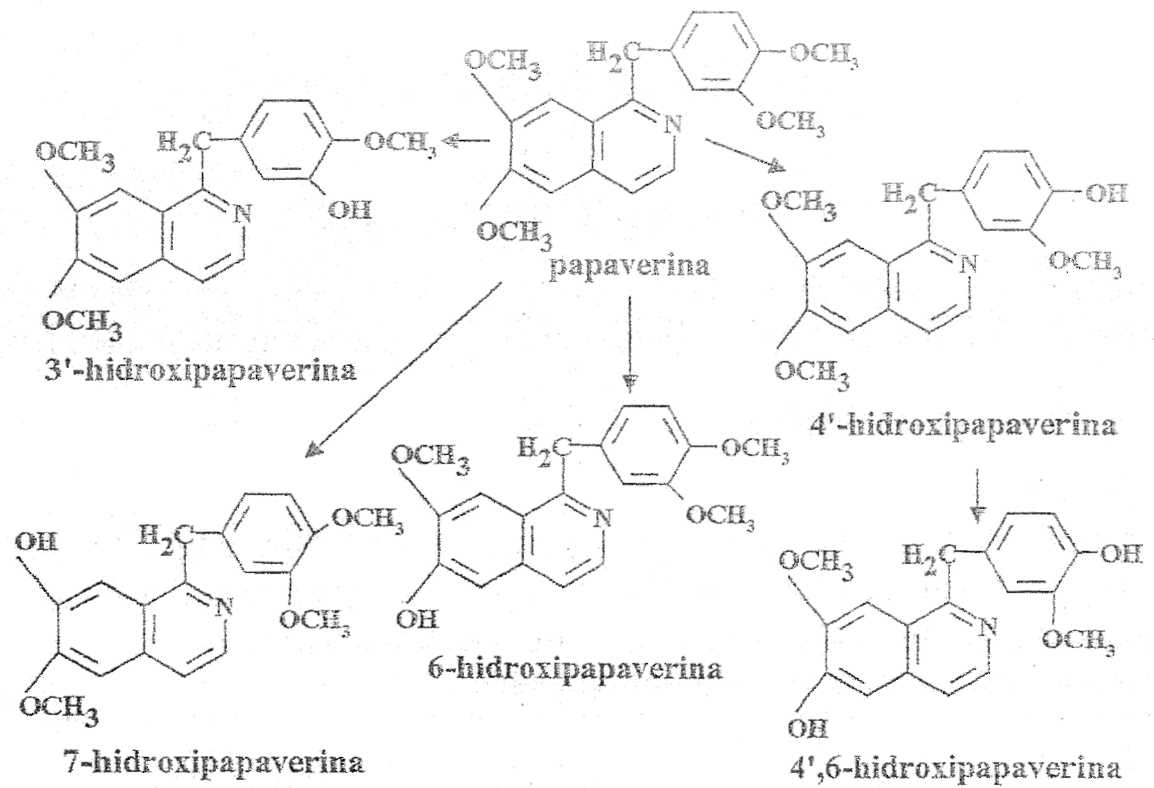 OCH3
H2C
OCH3
OCH3
N
OCH3
papaverina
OCH3
H2C
OCH3
OH
N
OCH3
3'-hidroxipapaverina
OCH3
H2C
OH
OCH3
N
OCH3
4'-hidroxipapaverina
OH
H2C
OCH3
OCH3
N
OCH3
7-hidroxipapaverina
OCH3
H2C
OCH3
OCH3
N
OH
6-hidroxipapaverina
OCH3
H2C
OH
OCH3
N
OH
4',6-hidroxipapaverina